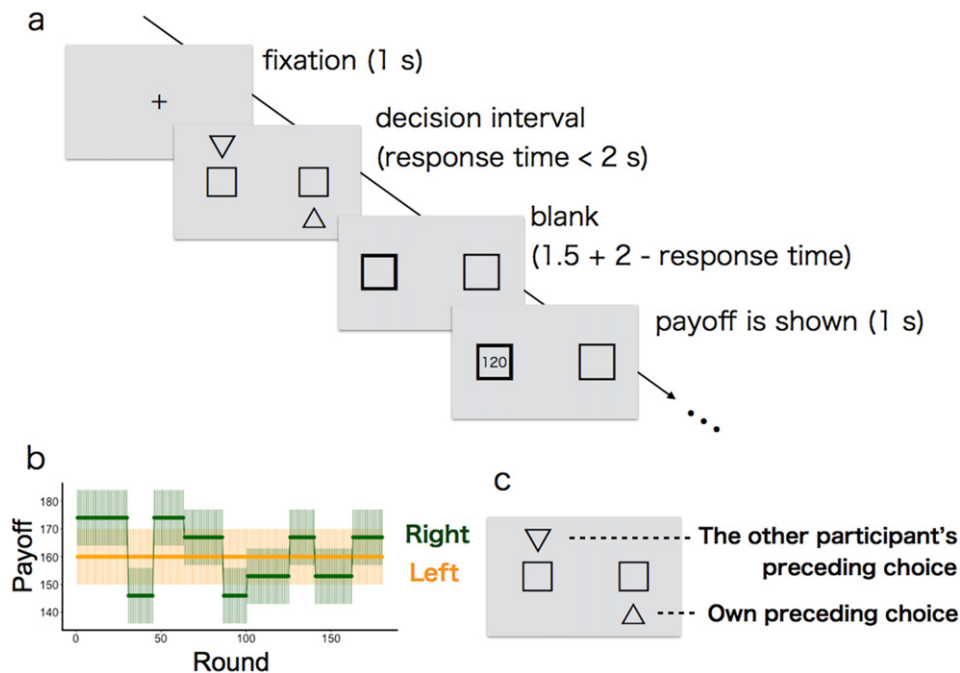 a
fixation (1 s)
+
decision interval
(response time < 2 s)
blank
(1.5 + 2 - response time)
payoff is shown (1 s)
120
b
Payoff
180
170
160
150
140
0
50
100
150
Round
Right
Left
c
The other participant's
preceding choice
Own preceding choice